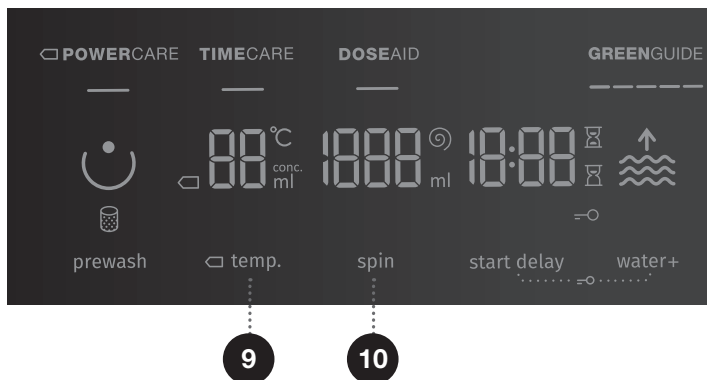 POWERCARE TIMECARE DOSEAID GREENGUIDE
88 °C 1888 18:88
conc.
ml ml
prewash temp. spin start delay water+
9 10